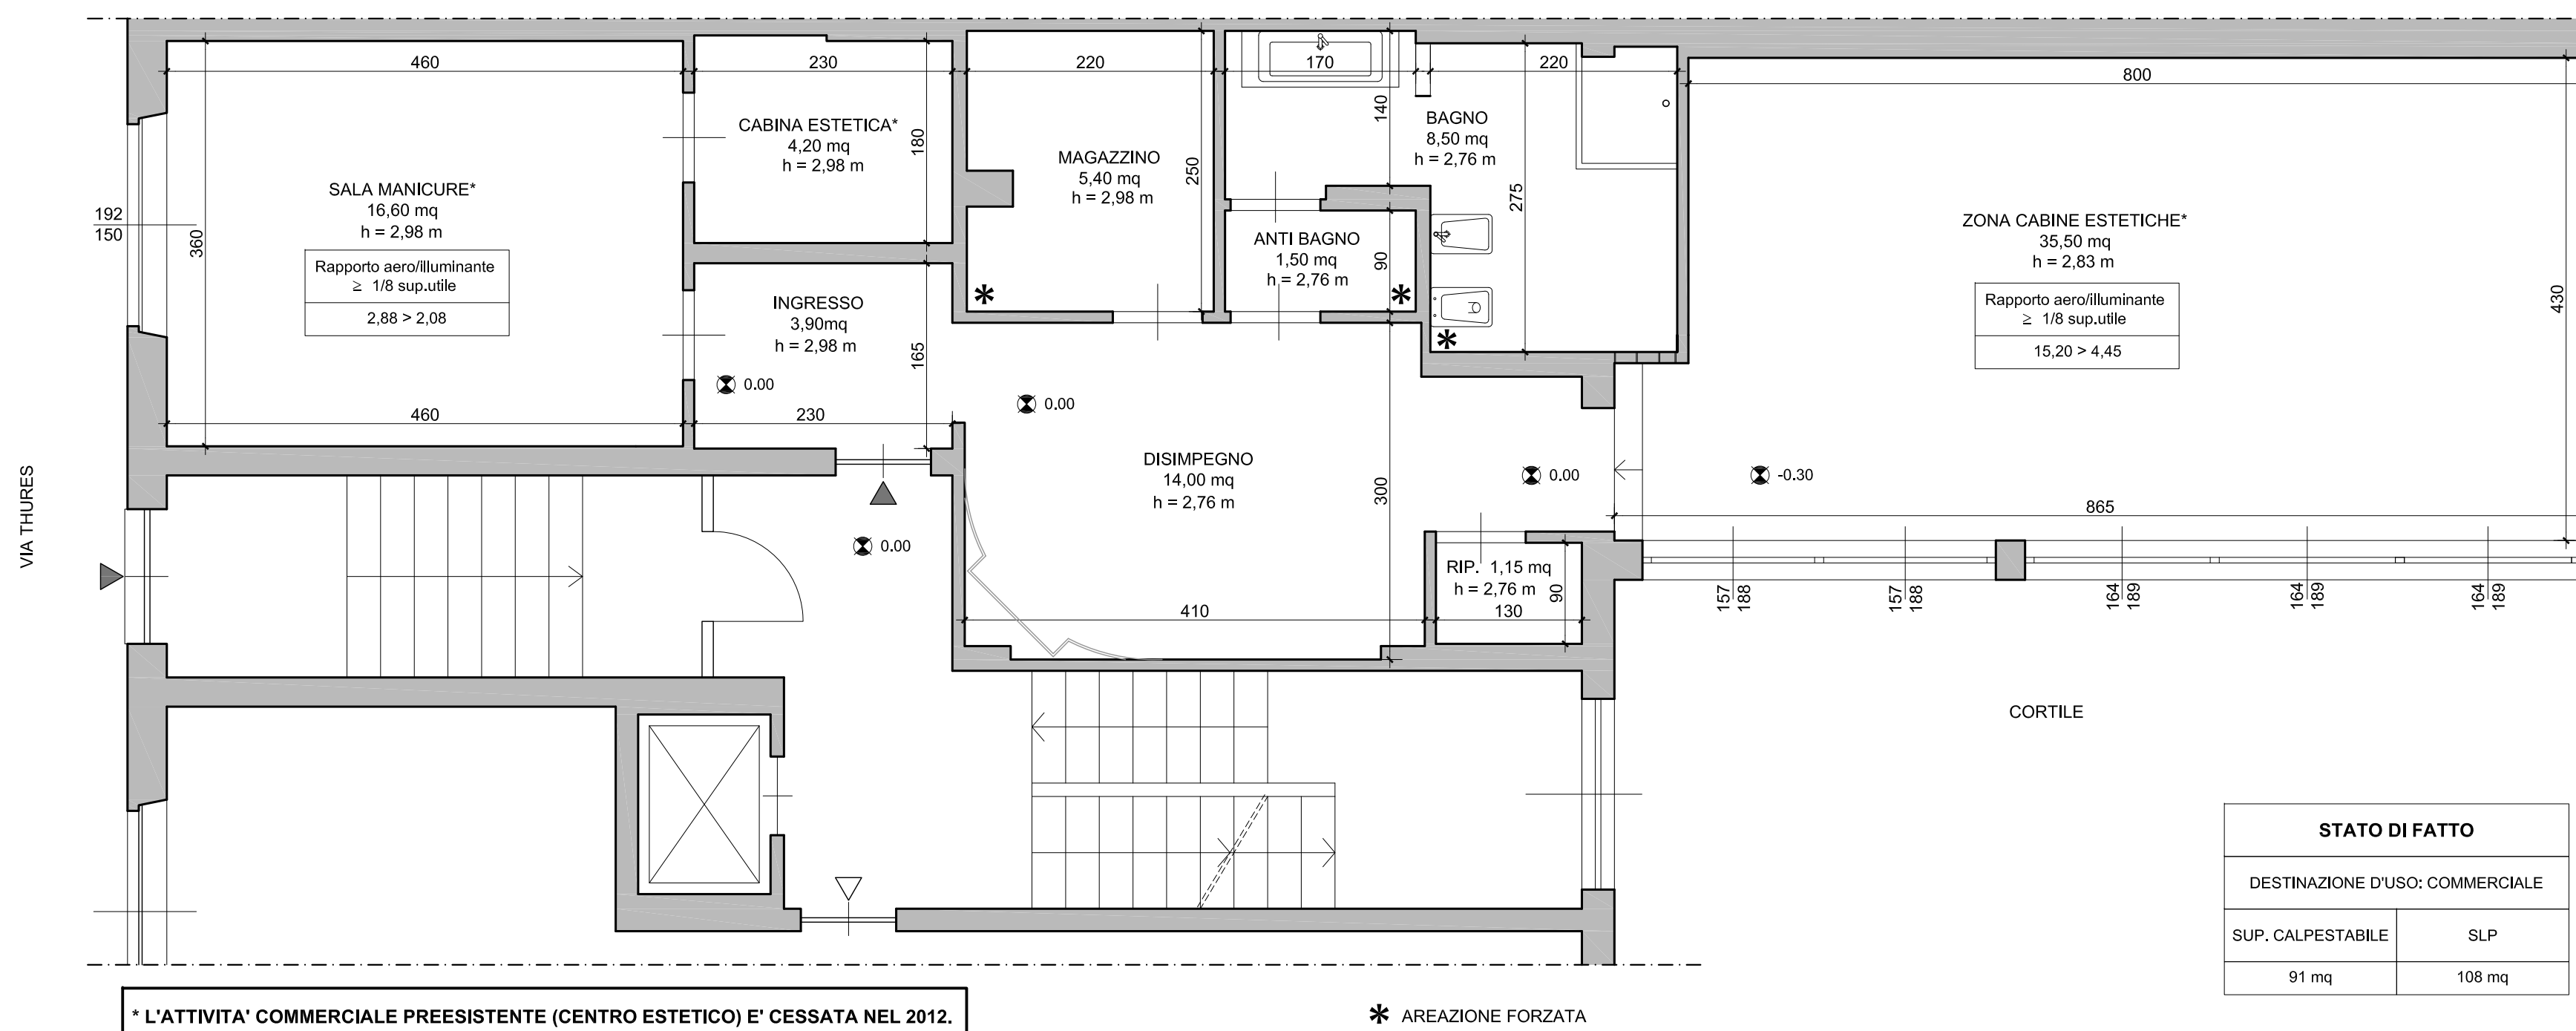 460
230
220
170
220
800
CABINA ESTETICA*
4,20 mq
h = 2,98 m
180
MAGAZZINO
5,40 mq
h = 2,98 m
250
140
BAGNO
8,50 mq
h = 2,76 m
275
SALA MANICURE*
16,60 mq
h = 2,98 m
192
150
360
Rapporto aero/illuminante
≥ 1/8 sup.utile
2,88 > 2,08
ANTI BAGNO
1,50 mq
h = 2,76 m
90
*
*
*
ZONA CABINE ESTETICHE*
35,50 mq
h = 2,83 m
Rapporto aero/illuminante
≥ 1/8 sup.utile
15,20 > 4,45
430
INGRESSO
3,90mq
h = 2,98 m
165
0.00
0.00
460
230
DISIMPEGNO
14,00 mq
h = 2,76 m
300
0.00
-0.30
865
VIA THURES
0.00
RIP. 1,15 mq
h = 2,76 m
90
410
130
157
188
157
188
164
189
164
189
164
189
CORTILE
STATO DI FATTO
DESTINAZIONE D'USO: COMMERCIALE
SUP. CALPESTABILE
SLP
91 mq
108 mq
* L'ATTIVITA' COMMERCIALE PREESISTENTE (CENTRO ESTETICO) E' CESSATA NEL 2012.
* AREAZIONE FORZATA